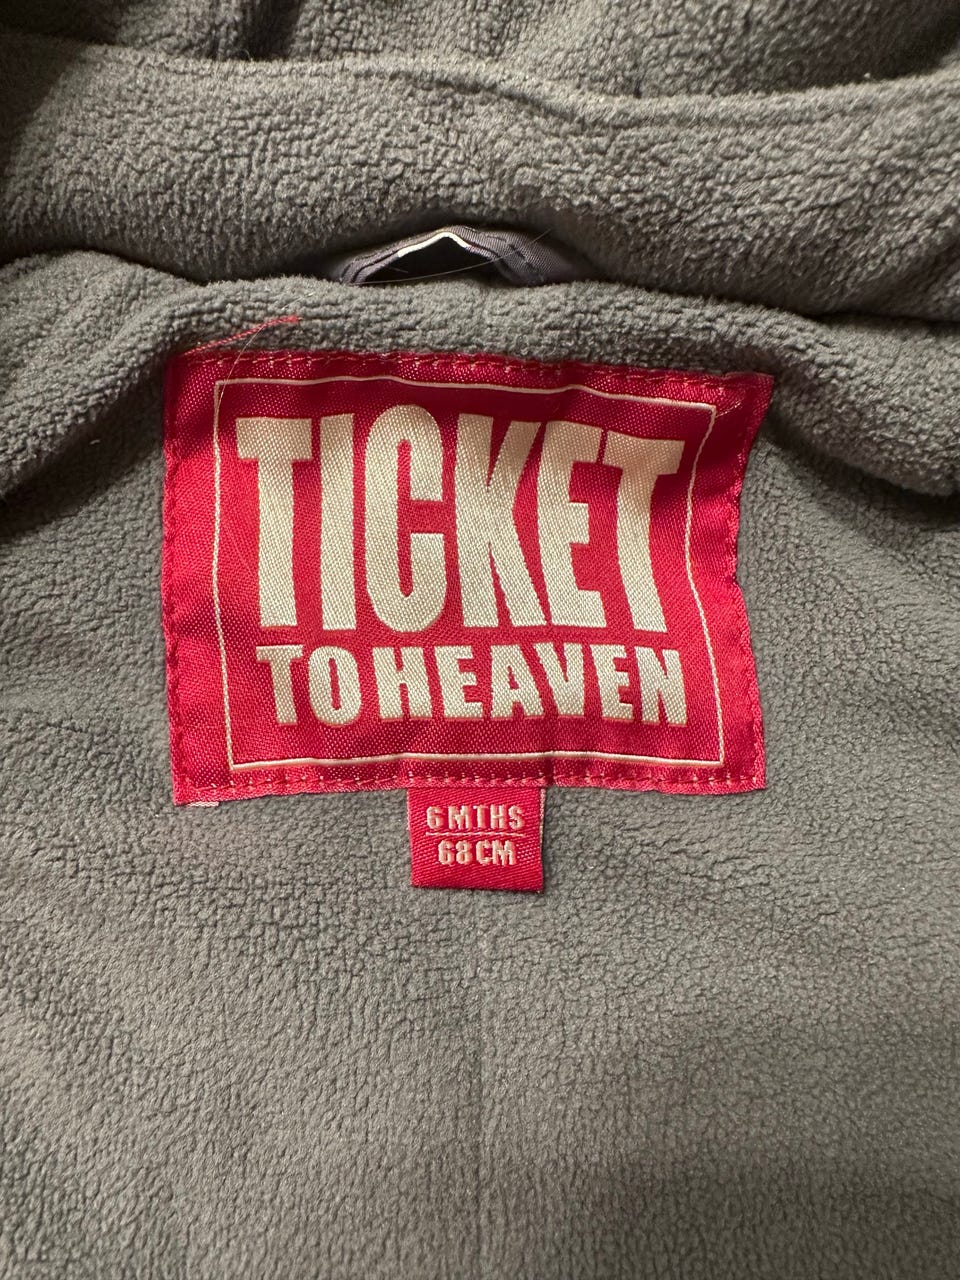 TICKET
TO HEAVEN
6 MTHS
68 CM